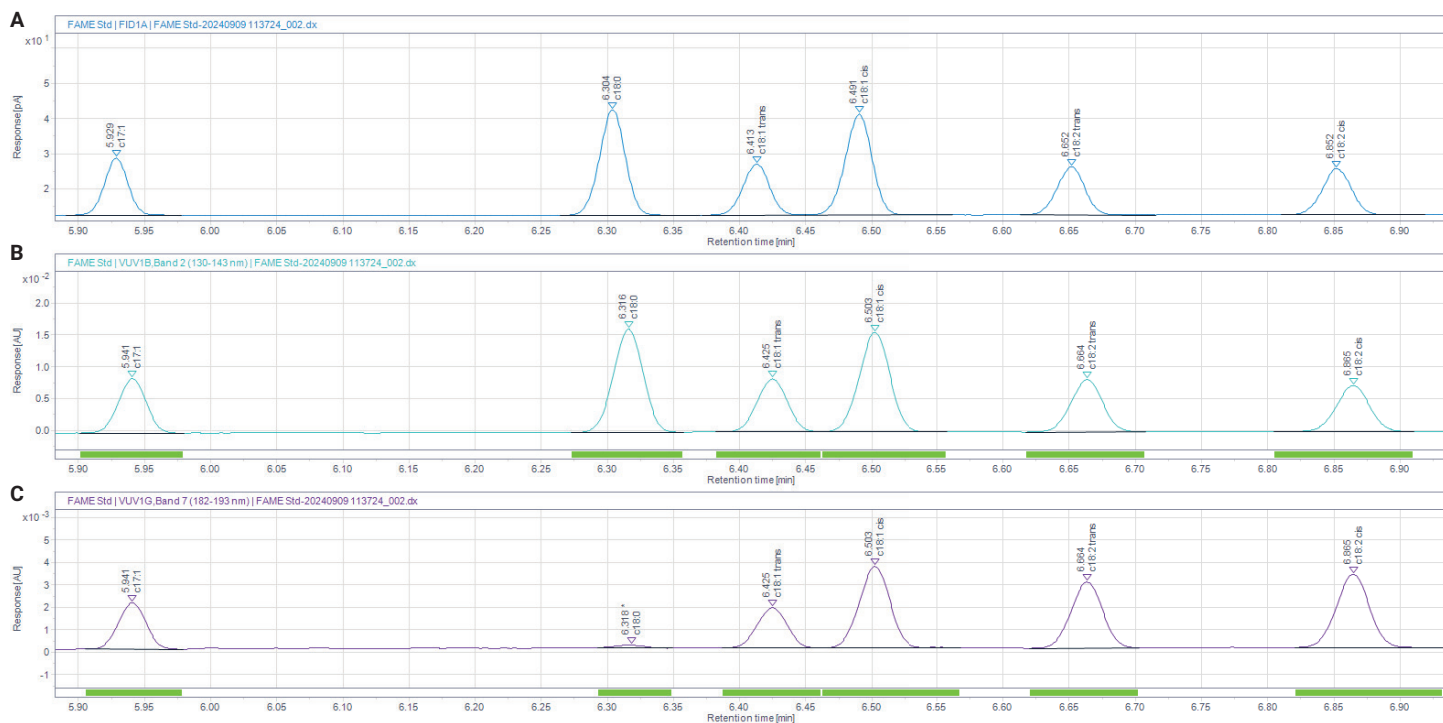 A
FAME Std | FID1A | FAME Std-20240909 113724_002.dx
x10¹
Response [pA]
5
4
3
2
5.929
c17:1
6.304
c18:0
6.413
c18:1 trans
6.491
c18:1 cis
6.652
c18:2 trans
6.852
c18:2 cis
5.90 5.95 6.00 6.05 6.10 6.15 6.20 6.25 6.30 6.35 6.40 6.45 6.50 6.55 6.60 6.65 6.70 6.75 6.80 6.85 6.90
Retention time [min]
B
FAME Std | VUV1B,Band 2 (130-143 nm) | FAME Std-20240909 113724_002.dx
x10⁻²
Response [AU]
2.0
1.5
1.0
0.5
0.0
5.941
c17:1
6.316
c18:0
6.425
c18:1 trans
6.503
c18:1 cis
6.664
c18:2 trans
6.865
c18:2 cis
5.90 5.95 6.00 6.05 6.10 6.15 6.20 6.25 6.30 6.35 6.40 6.45 6.50 6.55 6.60 6.65 6.70 6.75 6.80 6.85 6.90
Retention time [min]
C
FAME Std | VUV1G,Band 7 (182-193 nm) | FAME Std-20240909 113724_002.dx
x10⁻³
Response [AU]
5
4
3
2
1
0
-1
5.941
c17:1
6.318 *
c18:0
6.425
c18:1 trans
6.503
c18:1 cis
6.664
c18:2 trans
6.865
c18:2 cis
5.90 5.95 6.00 6.05 6.10 6.15 6.20 6.25 6.30 6.35 6.40 6.45 6.50 6.55 6.60 6.65 6.70 6.75 6.80 6.85 6.90
Retention time [min]